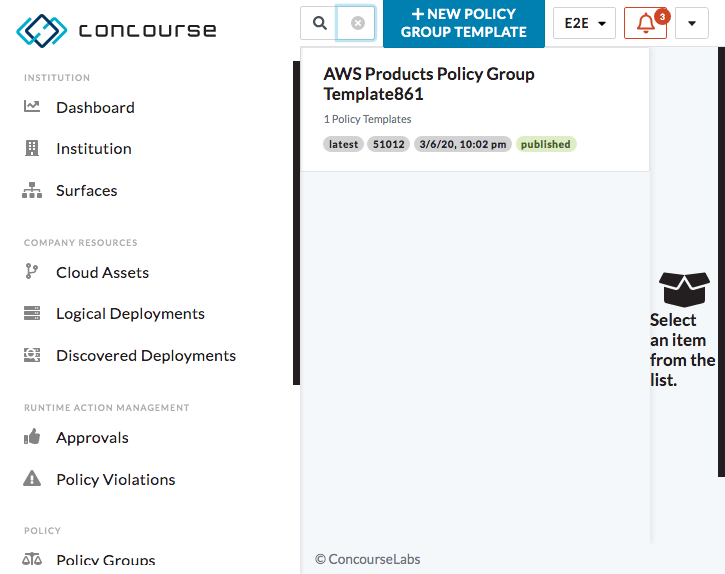 concourse
+ NEW POLICY
GROUP TEMPLATE
E2E
3
INSTITUTION
Dashboard
Institution
Surfaces
COMPANY RESOURCES
Cloud Assets
Logical Deployments
Discovered Deployments
RUNTIME ACTION MANAGEMENT
Approvals
Policy Violations
POLICY
Policy Groups
AWS Products Policy Group
Template861
1 Policy Templates
latest 51012 3/6/20, 10:02 pm published
Select
an item
from the
list.
© ConcourseLabs